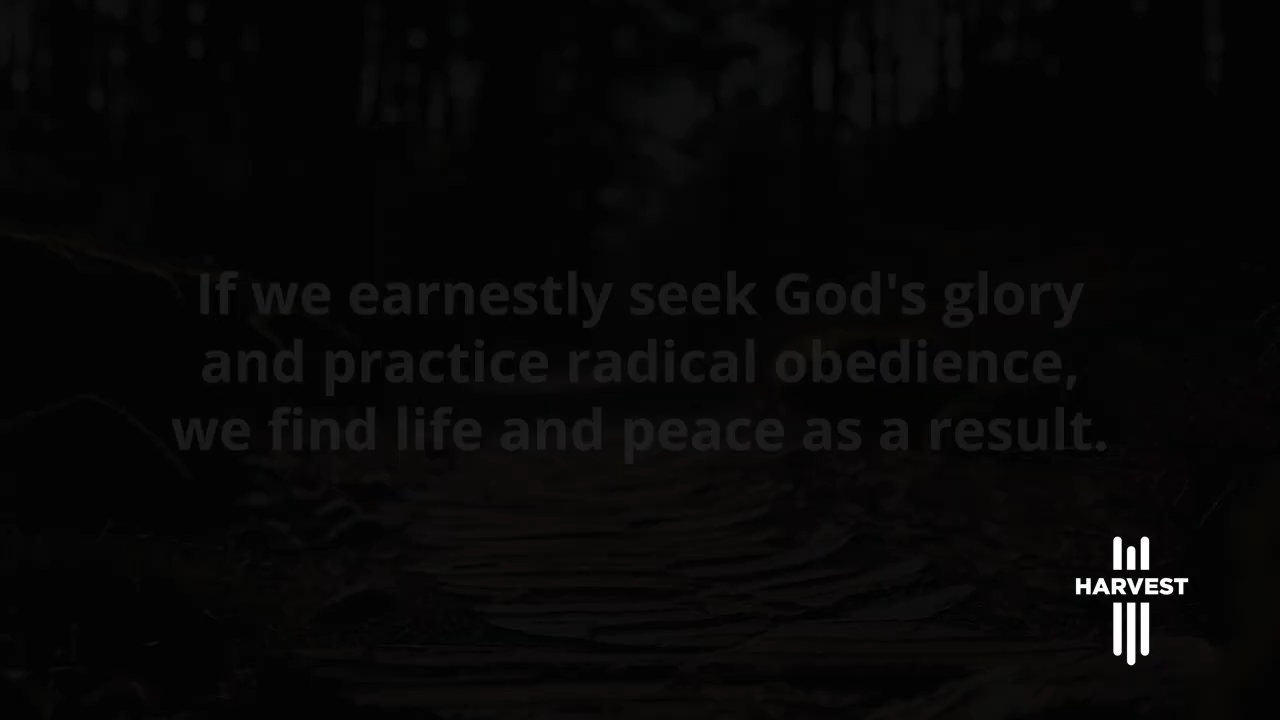 If we earnestly seek God's glory
and practice radical obedience,
we find life and peace as a result.
HARVEST